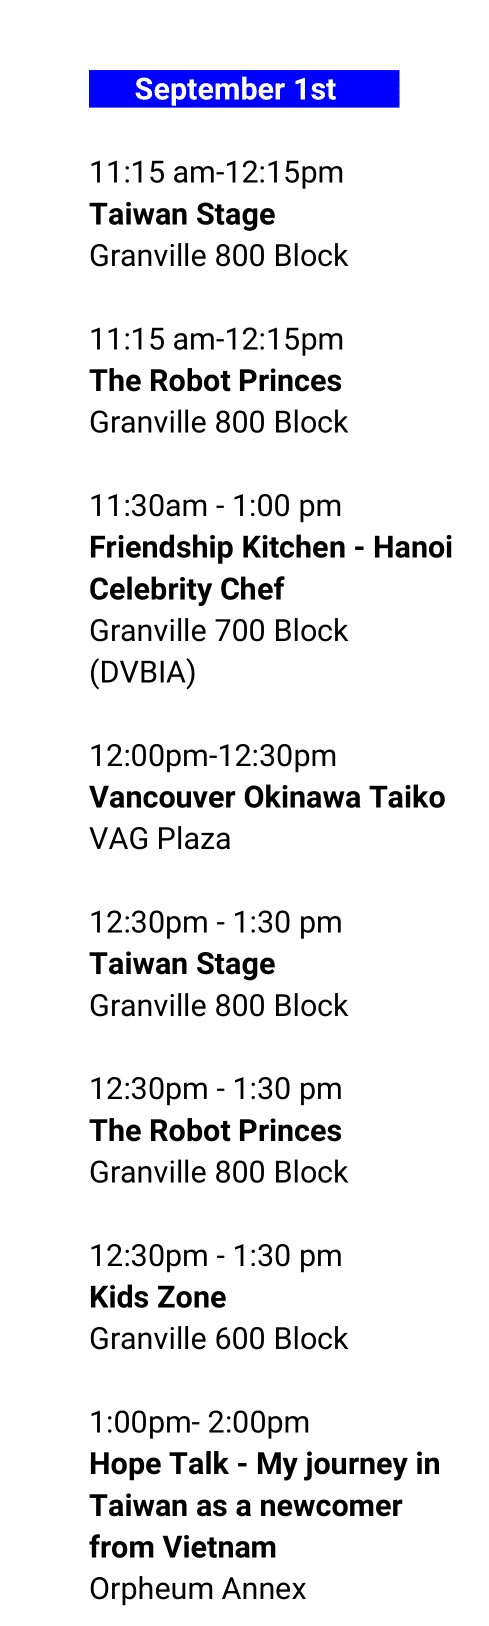 September 1st
11:15 am-12:15pm
Taiwan Stage
Granville 800 Block
11:15 am-12:15pm
The Robot Princes
Granville 800 Block
11:30am - 1:00 pm
Friendship Kitchen - Hanoi
Celebrity Chef
Granville 700 Block
(DVBIA)
12:00pm-12:30pm
Vancouver Okinawa Taiko
VAG Plaza
12:30pm - 1:30 pm
Taiwan Stage
Granville 800 Block
12:30pm - 1:30 pm
The Robot Princes
Granville 800 Block
12:30pm - 1:30 pm
Kids Zone
Granville 600 Block
1:00pm- 2:00pm
Hope Talk - My journey in
Taiwan as a newcomer
from Vietnam
Orpheum Annex